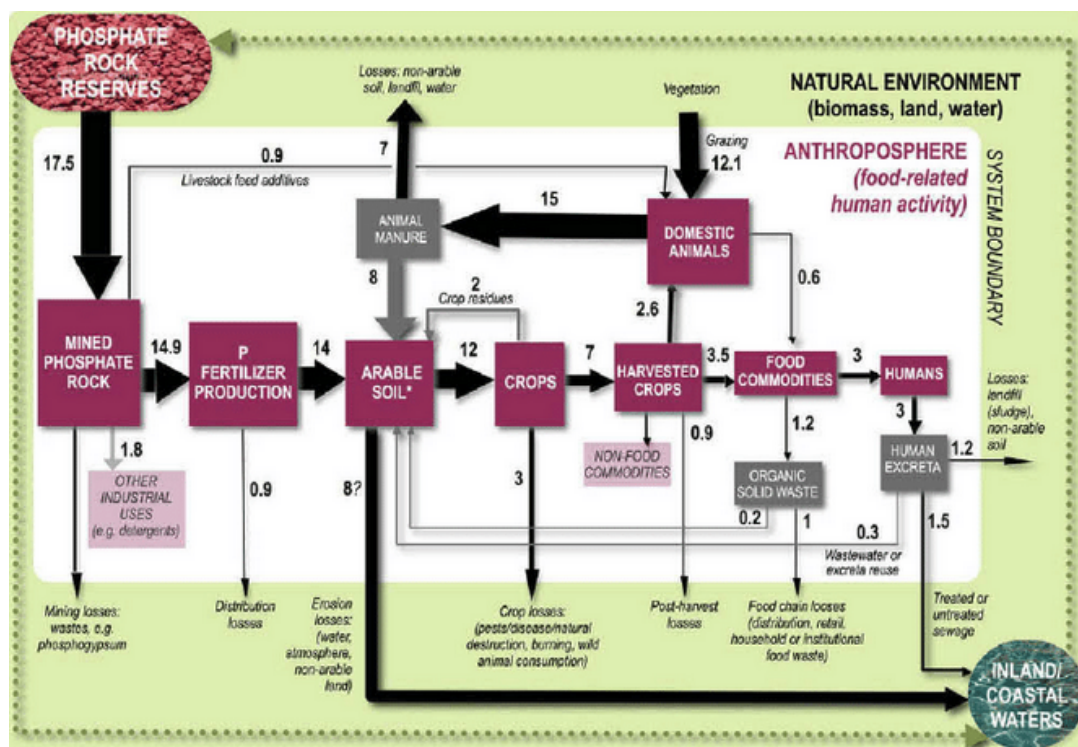 PHOSPHATE
ROCK
RESERVES
Losses: non-arable
soil, landfil, water
Vegetation
NATURAL ENVIRONMENT
(biomass, land, water)
17.5
0.9
Livestock feed additives
7
Grazing
12.1
ANTHROPOSPHERE
(food-related
human activity)
SYSTEM BOUNDARY
ANIMAL
MANURE
15
DOMESTIC
ANIMALS
8
2
Crop residues
2.6
0.6
MINED
PHOSPHATE
ROCK
14.9
P
FERTILIZER
PRODUCTION
14
ARABLE
SOIL*
12
CROPS
7
HARVESTED
CROPS
3.5
FOOD
COMMODITIES
3
HUMANS
Losses:
lendfill
(sludge),
non-arable
soil
1.8
OTHER
INDUSTRIAL
USES
(e.g. detergents)
0.9
8?
3
NON-FOOD
COMMODITIES
0.9
1.2
ORGANIC
SOLID WASTE
3
HUMAN
EXCRETA
1.2
0.2
1
0.3
1.5
Wastewater or
excreta reuse
Mining losses:
wastes, e.g.
phosphogypsum
Distribution
losses
Erosion
losses:
(water,
atmosphere,
non-arable
land)
Crop losses:
(pests/disease/natural
destruction, burning, wild
animal consumption)
Post-harvest
losses
Food chain looses
(distribution, retail,
household or institutional
food waste)
Treated or
untreated
sewage
INLAND/
COASTAL
WATERS